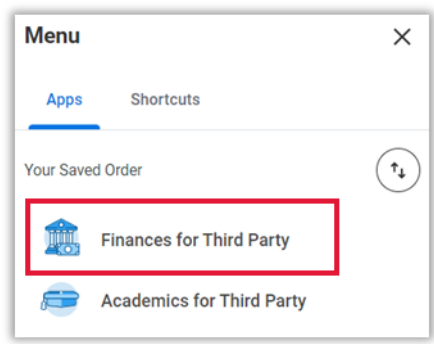 Menu
Apps Shortcuts
Your Saved Order
Finances for Third Party
Academics for Third Party